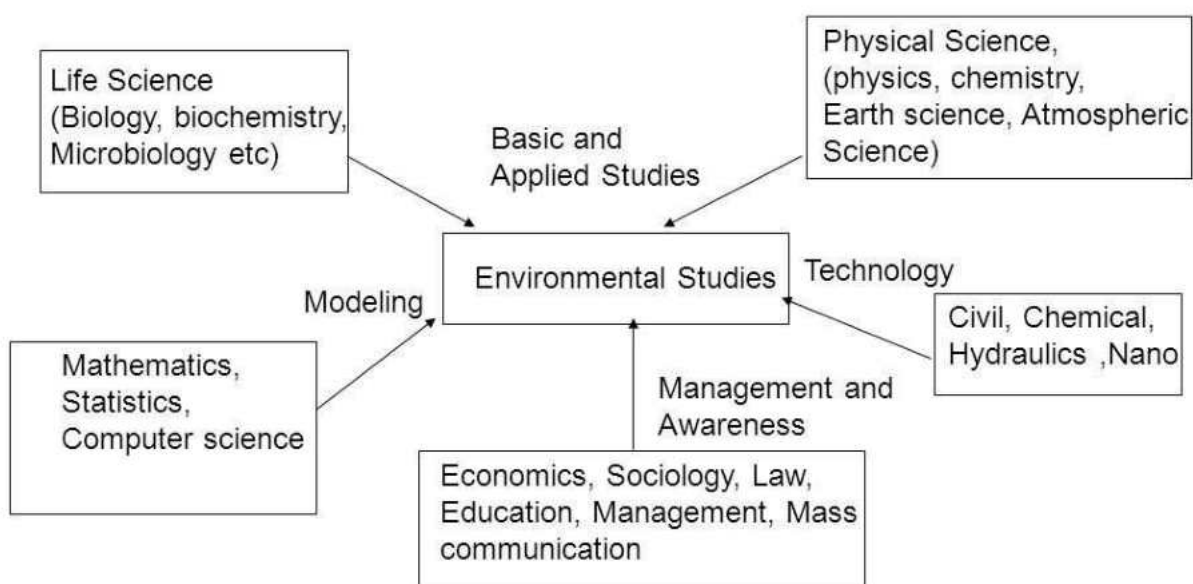 Life Science
(Biology, biochemistry,
Microbiology etc)
Physical Science,
(physics, chemistry,
Earth science, Atmospheric
Science)
Basic and
Applied Studies
Environmental Studies
Technology
Modeling
Civil, Chemical,
Hydraulics ,Nano
Mathematics,
Statistics,
Computer science
Management and
Awareness
Economics, Sociology, Law,
Education, Management, Mass
communication